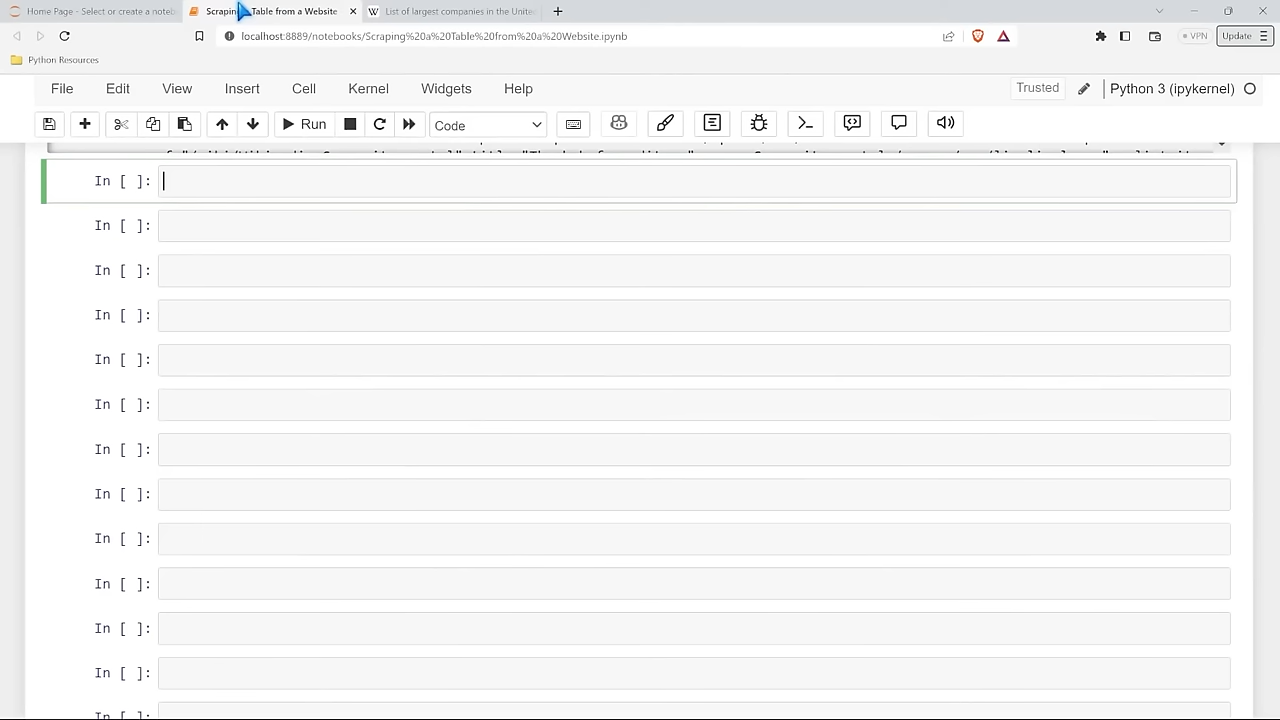 Home Page - Select or create a noteb
Scraping Table from a Website
List of largest companies in the Unite
localhost:8889/notebooks/Scraping%20a%20Table%20from%20a%20Website.ipynb
VPN
Update
Python Resources
File Edit View Insert Cell Kernel Widgets Help
Trusted
Python 3 (ipykernel)
Run
Code
In [ ]:
In [ ]:
In [ ]:
In [ ]:
In [ ]:
In [ ]:
In [ ]:
In [ ]:
In [ ]:
In [ ]:
In [ ]:
In [ ]:
In [ ]: